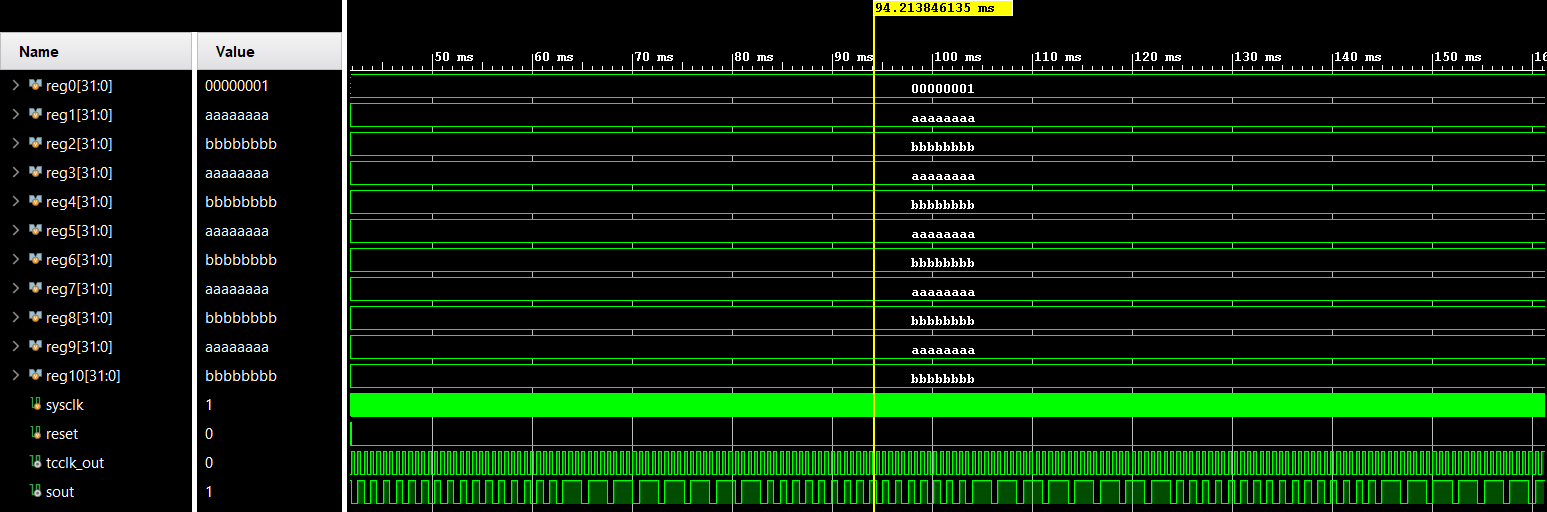 94.213846135 ms
Name Value
50 ms 60 ms 70 ms 80 ms 90 ms 100 ms 110 ms 120 ms 130 ms 140 ms 150 ms 16
reg0[31:0] 00000001 00000001
reg1[31:0] aaaaaaaa aaaaaaaa
reg2[31:0] bbbbbbbb bbbbbbbb
reg3[31:0] aaaaaaaa aaaaaaaa
reg4[31:0] bbbbbbbb bbbbbbbb
reg5[31:0] aaaaaaaa aaaaaaaa
reg6[31:0] bbbbbbbb bbbbbbbb
reg7[31:0] aaaaaaaa aaaaaaaa
reg8[31:0] bbbbbbbb bbbbbbbb
reg9[31:0] aaaaaaaa aaaaaaaa
reg10[31:0] bbbbbbbb bbbbbbbb
sysclk 1
reset 0
tcclk_out 0
sout 1